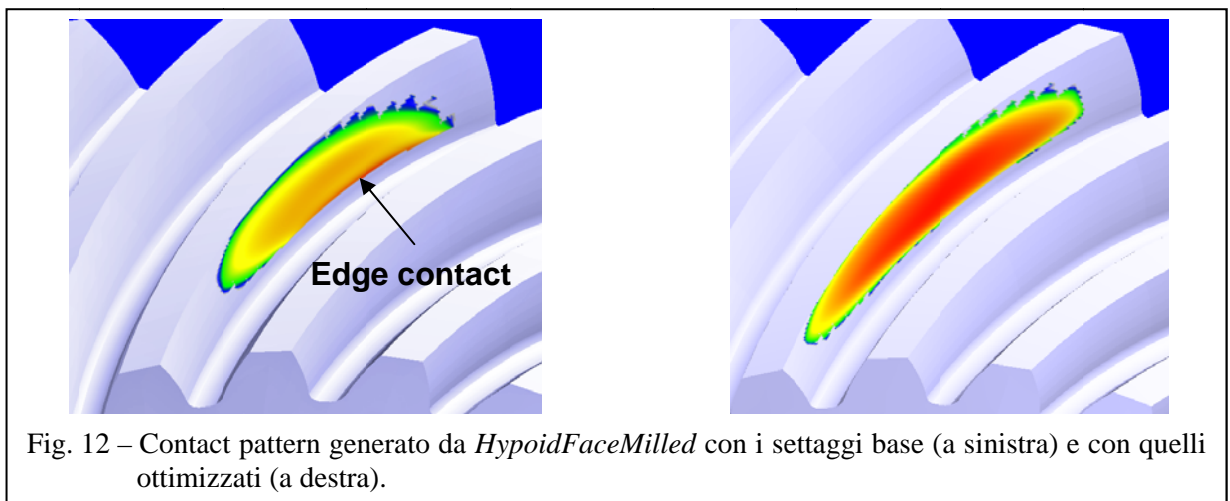 Edge contact
Fig. 12 – Contact pattern generato da HypoidFaceMilled con i settaggi base (a sinistra) e con quelli
ottimizzati (a destra).